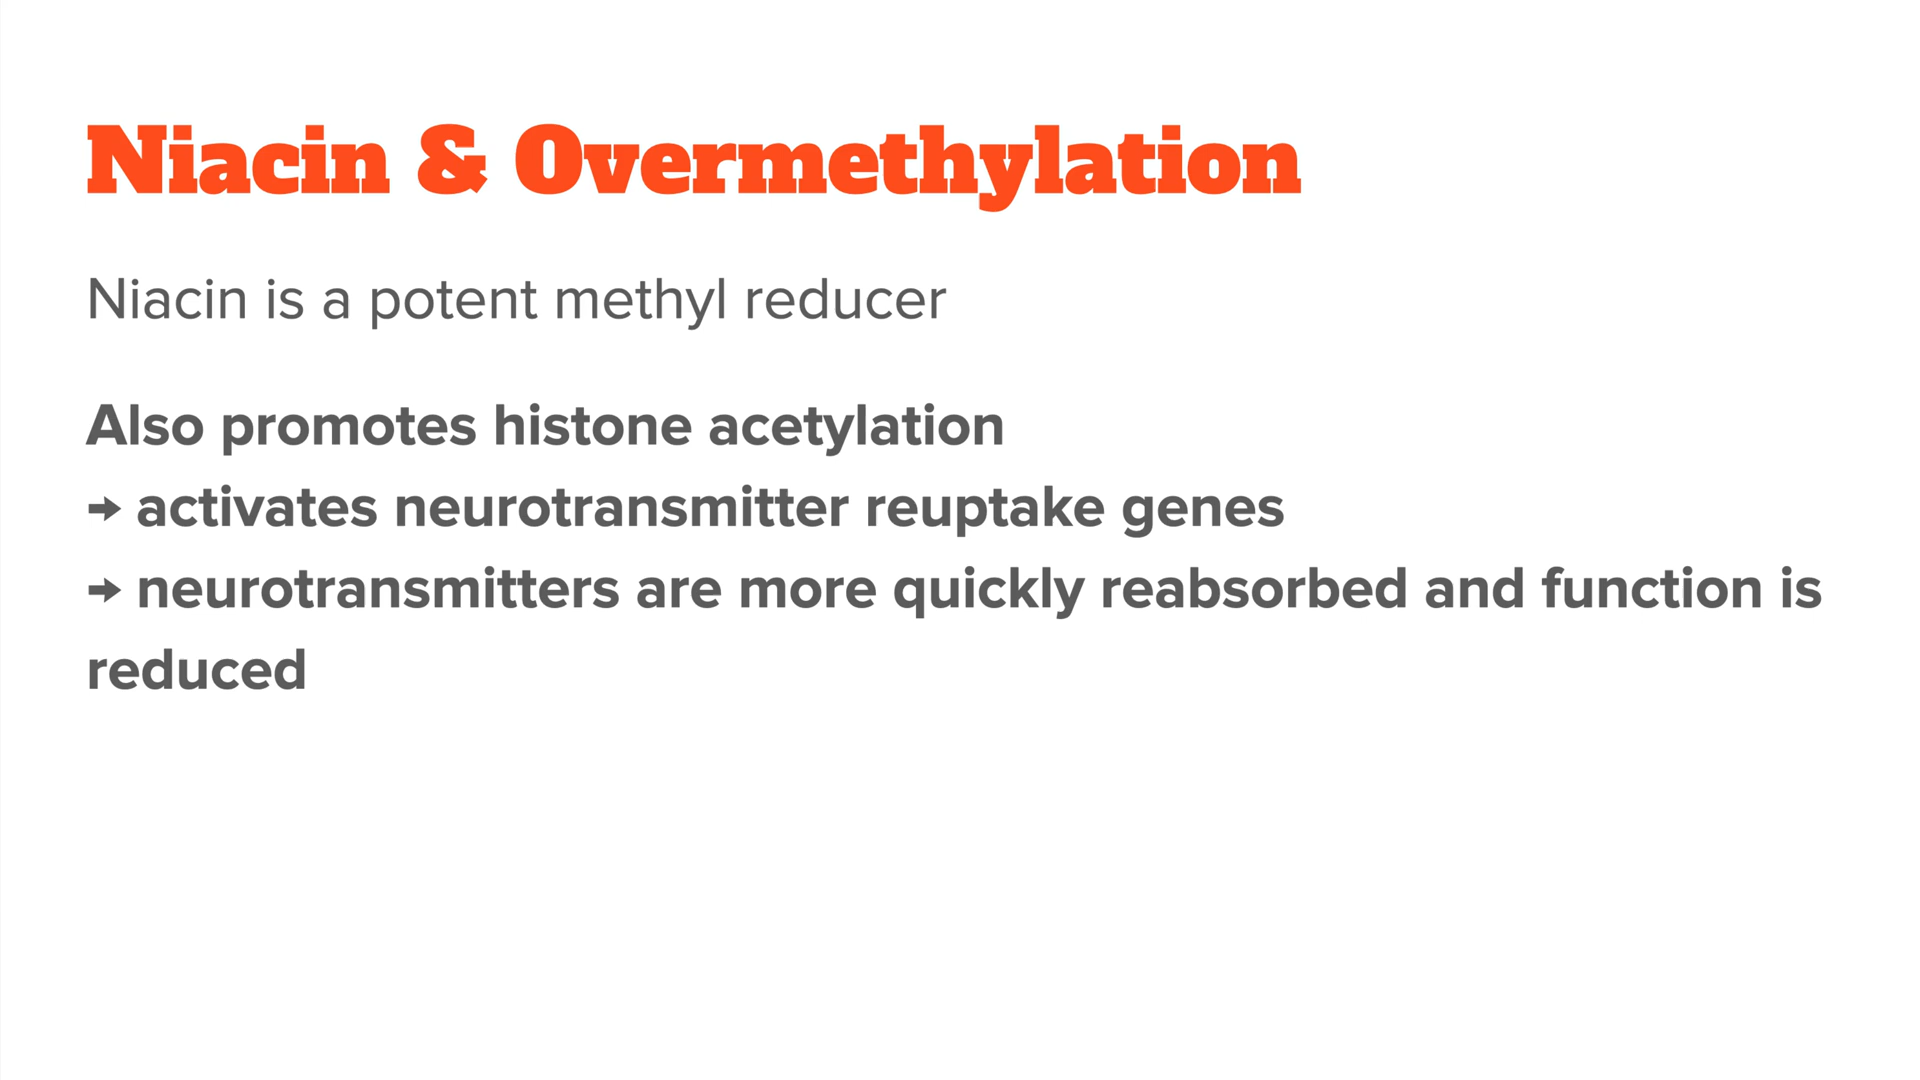 Niacin & Overmethylation
Niacin is a potent methyl reducer
Also promotes histone acetylation
→ activates neurotransmitter reuptake genes
→ neurotransmitters are more quickly reabsorbed and function is
reduced